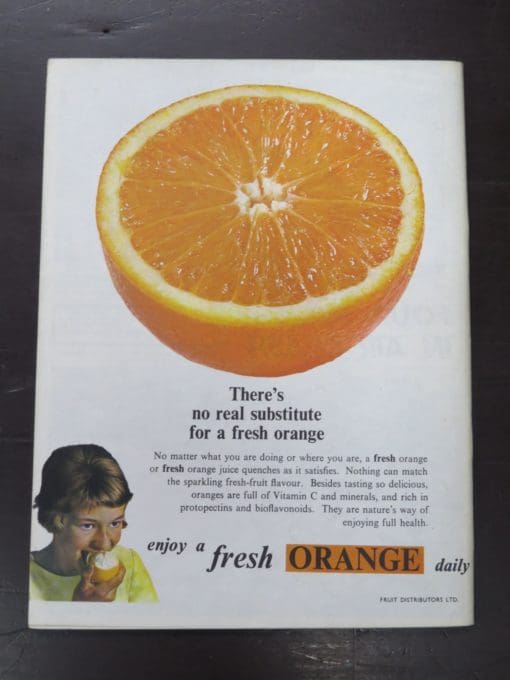 There's
no real substitute
for a fresh orange
No matter what you are doing or where you are, a fresh orange
or fresh orange juice quenches as it satisfies. Nothing can match
the sparkling fresh-fruit flavour. Besides tasting so delicious,
oranges are full of Vitamin C and minerals, and rich in
protopectins and bioflavonoids. They are nature's way of
enjoying full health.
enjoy a fresh ORANGE daily
FRUIT DISTRIBUTORS LTD.